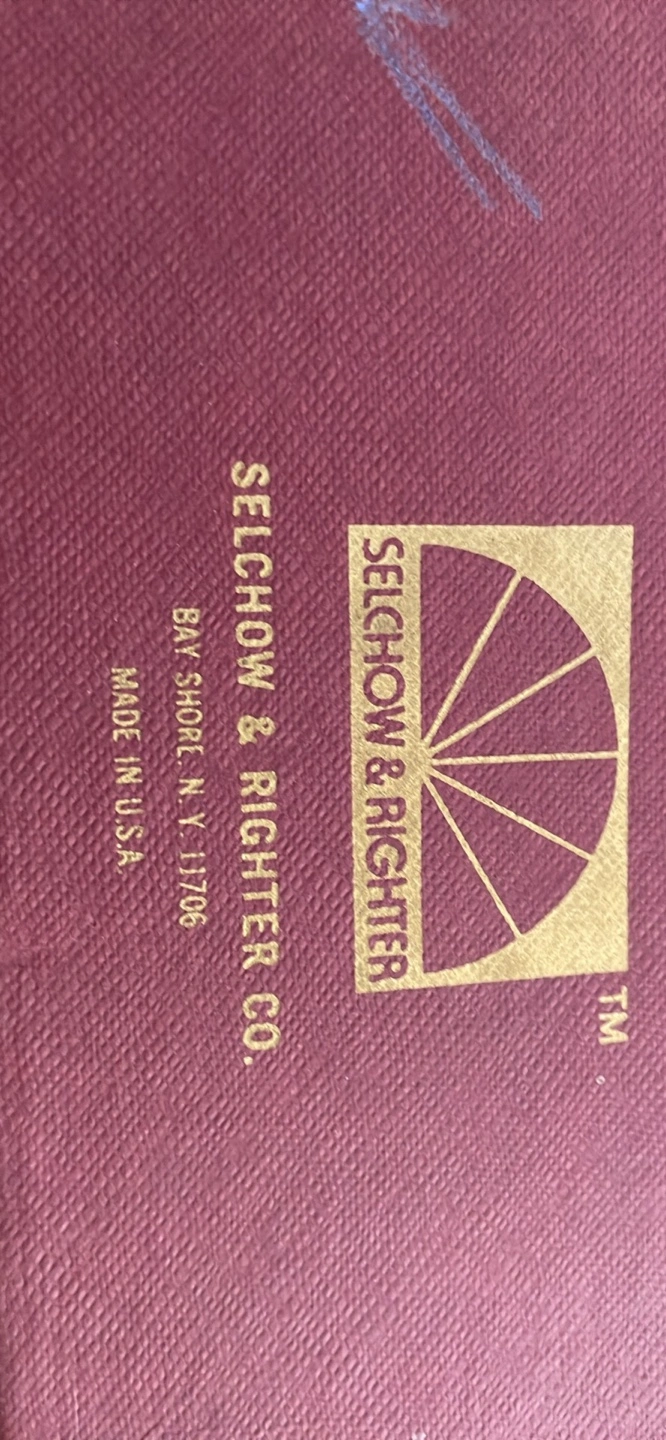 SELCHOW & RIGHTER
TM
SELCHOW & RIGHTER CO.
BAY SHORE, N.Y. 11706
MADE IN U.S.A.